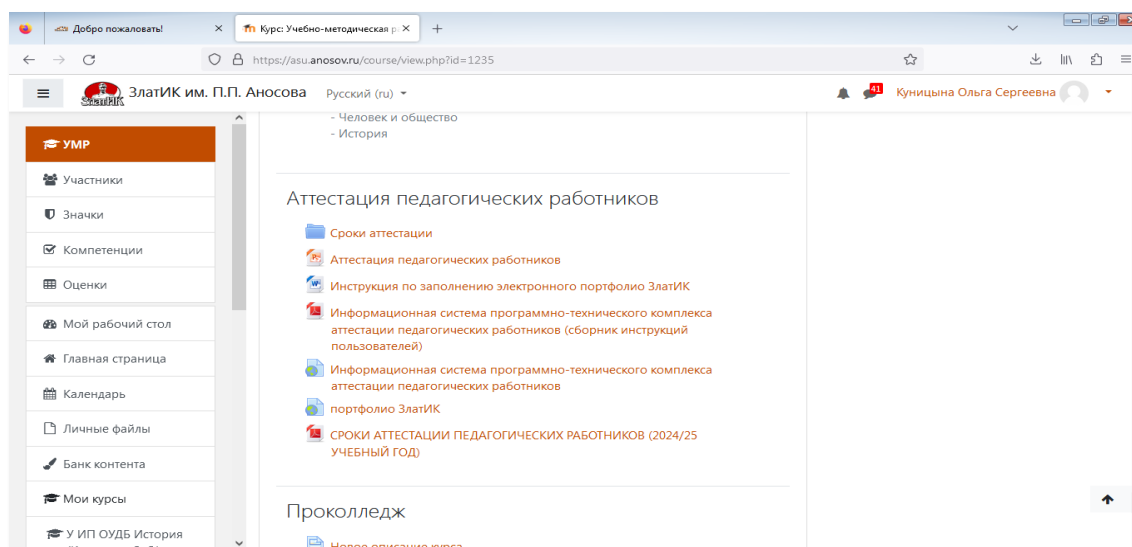 Добро пожаловать!
Курс: Учебно-методическая р
https://asu.anosov.ru/course/view.php?id=1235
ЗлатИК им. П.П. Аносова
Русский (ru)
41
Куницына Ольга Сергеевна
УМР
Участники
Значки
Компетенции
Оценки
Мой рабочий стол
Главная страница
Календарь
Личные файлы
Банк контента
Мои курсы
У ИП ОУДБ История
- Человек и общество
- История
Аттестация педагогических работников
Сроки аттестации
Аттестация педагогических работников
Инструкция по заполнению электронного портфолио ЗлатИК
Информационная система программно-технического комплекса
аттестации педагогических работников (сборник инструкций
пользователей)
Информационная система программно-технического комплекса
аттестации педагогических работников
портфолио ЗлатИК
СРОКИ АТТЕСТАЦИИ ПЕДАГОГИЧЕСКИХ РАБОТНИКОВ (2024/25
УЧЕБНЫЙ ГОД)
Проколледж
Новое описание курса